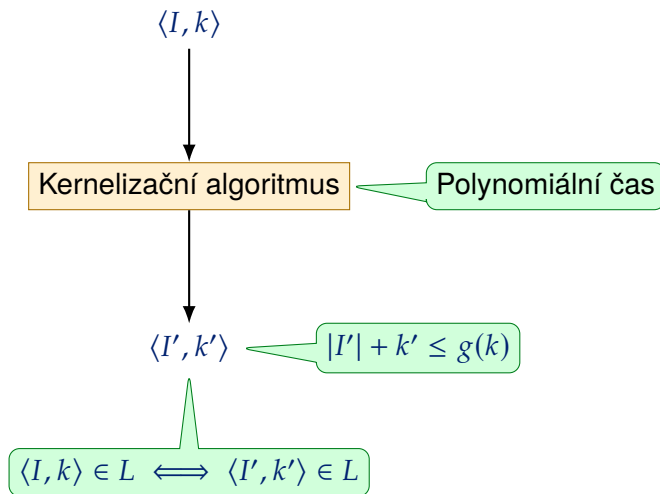 ⟨I, k⟩
Kernelizační algoritmus
Polynomiální čas
⟨I′, k′⟩
|I′| + k′ ≤ g(k)
⟨I, k⟩ ∈ L ⟺ ⟨I′, k′⟩ ∈ L